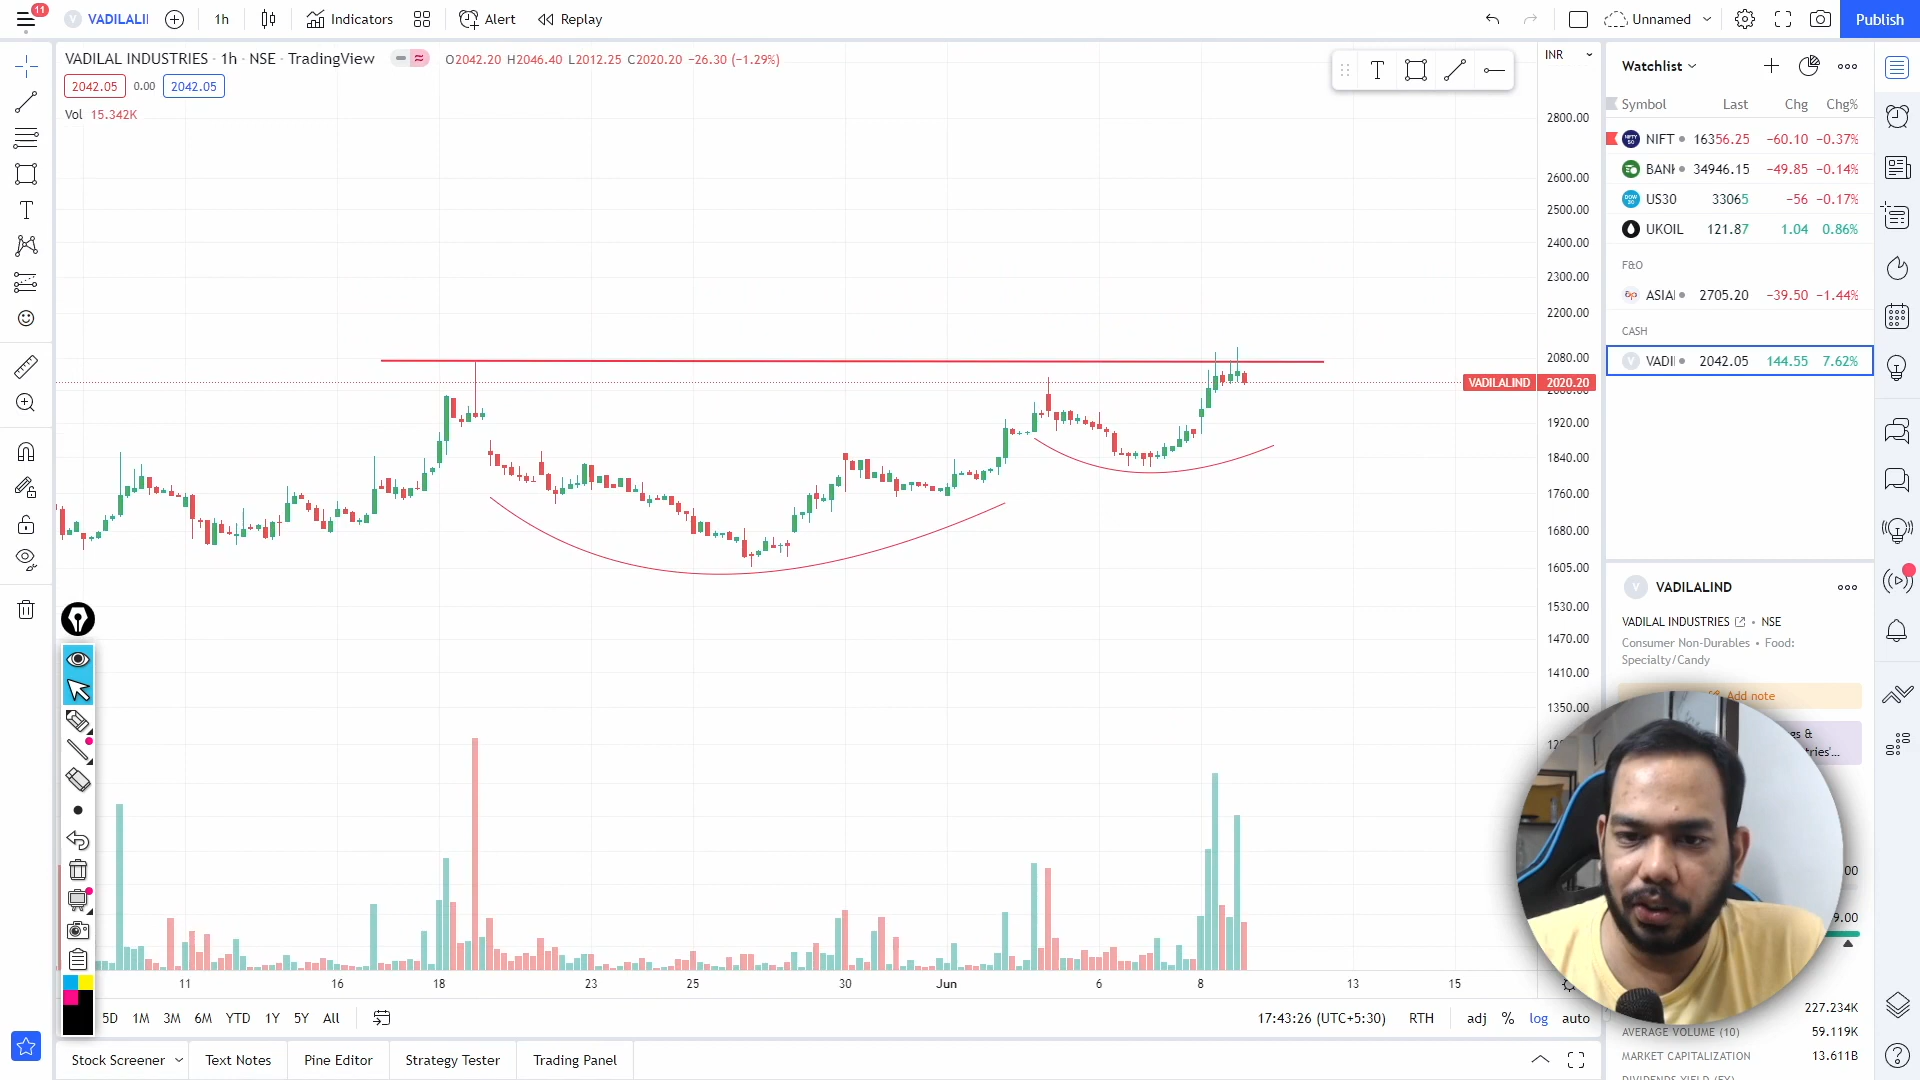 11
V VADILALI
1h
Indicators
Alert
Replay
Unnamed
Publish
VADILAL INDUSTRIES · 1h · NSE · TradingView
O2042.20 H2046.40 L2012.25 C2020.20 −26.30 (−1.29%)
2042.05 0.00 2042.05
Vol 15.342K
INR
2800.00
2600.00
2500.00
2400.00
2300.00
2200.00
2080.00
VADILALIND 2020.20
2000.00
1920.00
1840.00
1760.00
1680.00
1605.00
1530.00
1470.00
1410.00
1350.00
11 16 18 23 25 30 Jun 6 8 13 15
5D 1M 3M 6M YTD 1Y 5Y All
17:43:26 (UTC+5:30) RTH adj % log auto
Stock Screener Text Notes Pine Editor Strategy Tester Trading Panel
Watchlist
Symbol Last Chg Chg%
NIFT 16356.25 −60.10 −0.37%
BANK 34946.15 −49.85 −0.14%
US30 33065 −56 −0.17%
UKOIL 121.87 1.04 0.86%
F&O
ASIA 2705.20 −39.50 −1.44%
CASH
V VADI 2042.05 144.55 7.62%
V VADILALIND
VADILAL INDUSTRIES • NSE
Consumer Non-Durables • Food:
Specialty/Candy
Add note
227.234K
AVERAGE VOLUME (10) 59.119K
MARKET CAPITALIZATION 13.611B